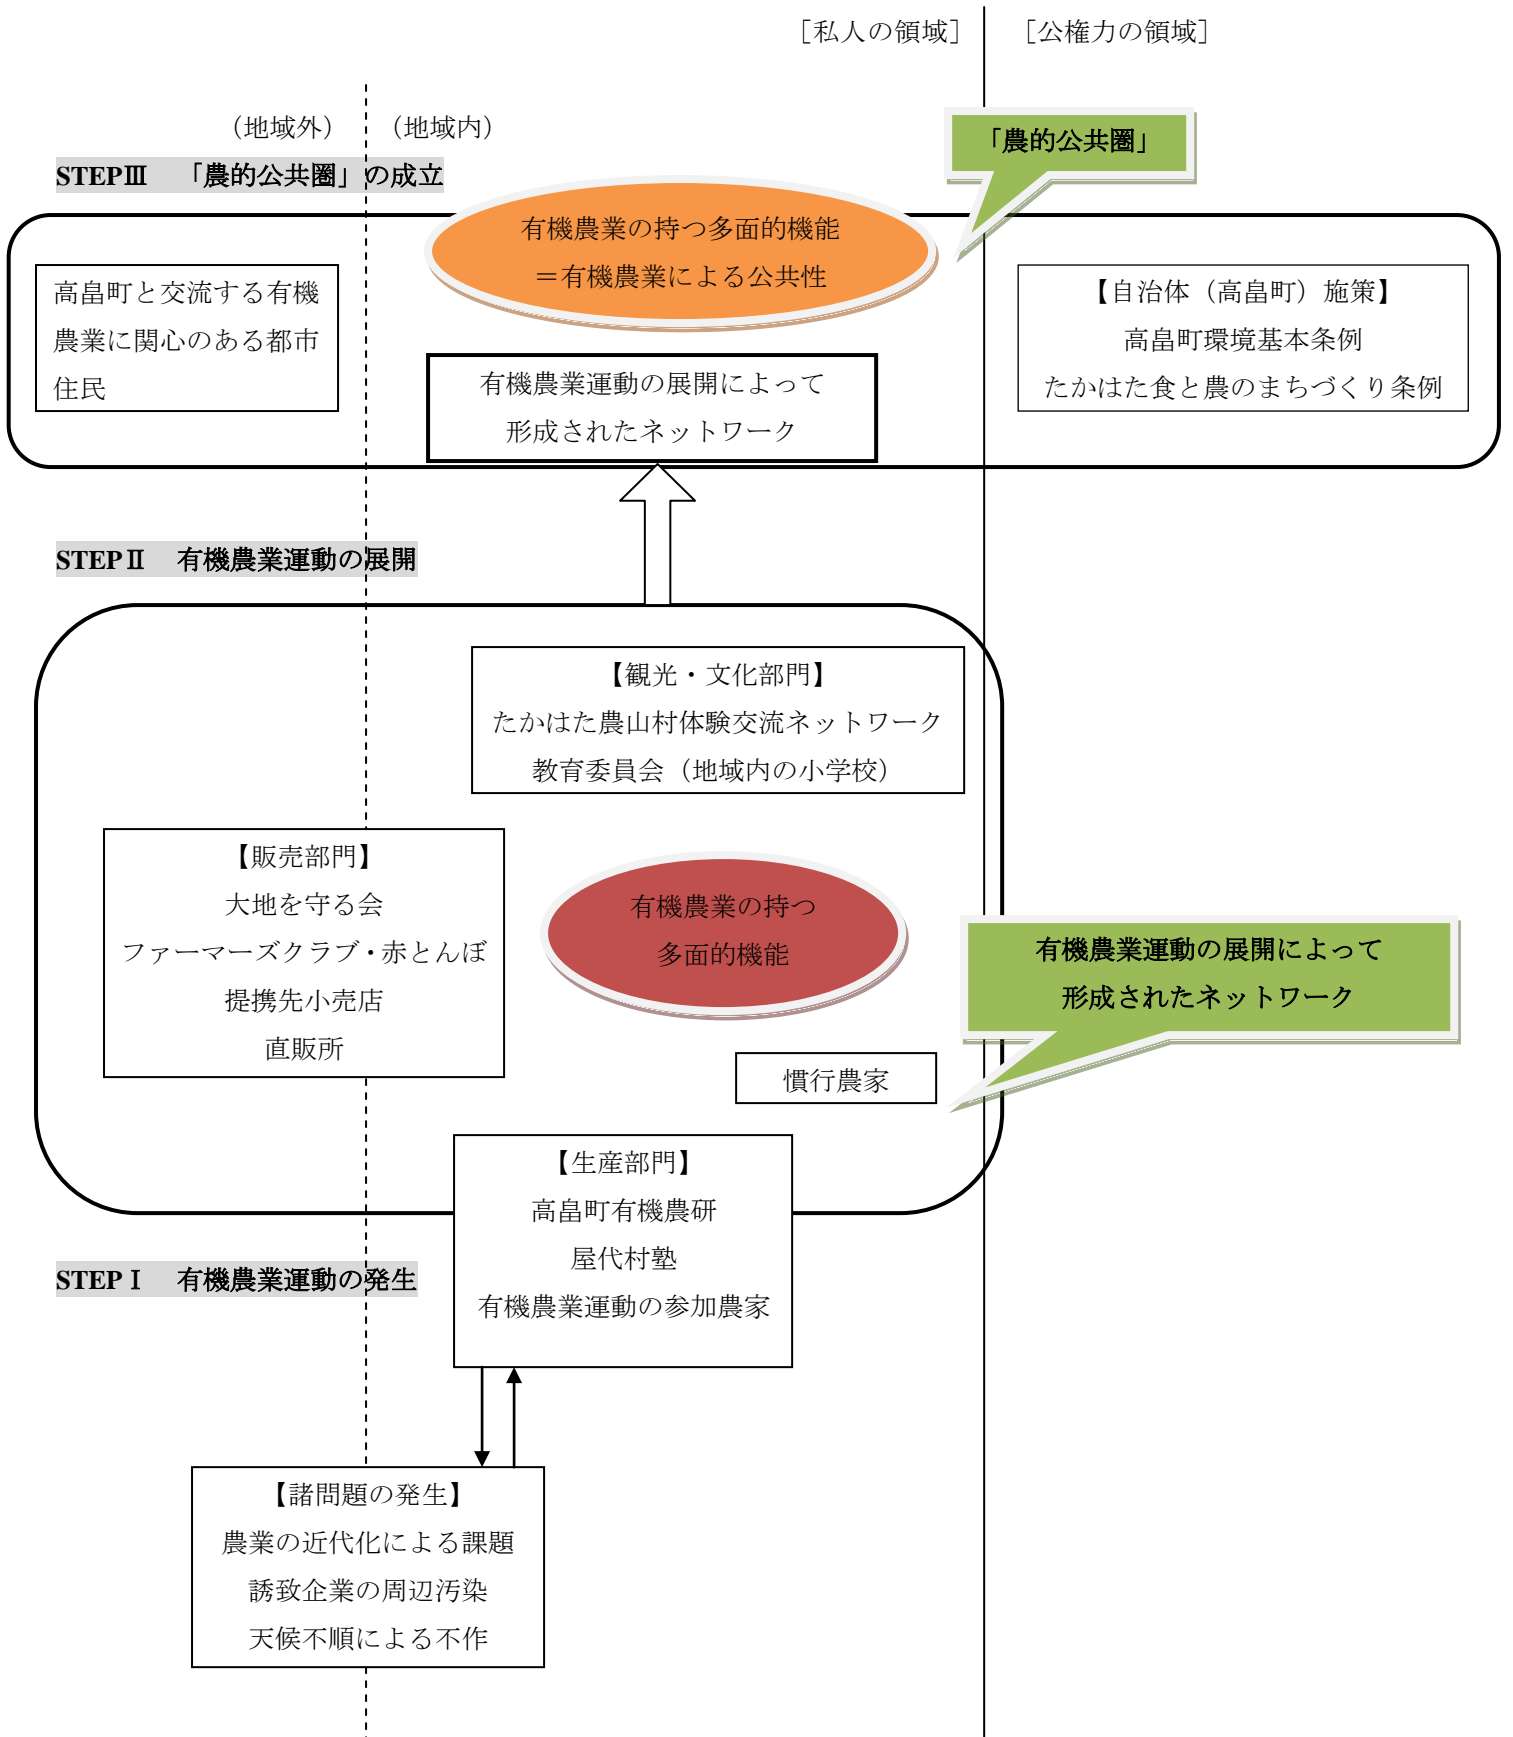 ［私人の領域］
［公権力の領域］
（地域外）
（地域内）
「農的公共圏」
STEPⅢ　「農的公共圏」の成立
有機農業の持つ多面的機能
＝有機農業による公共性
高畠町と交流する有機
農業に関心のある都市
住民
【自治体（高畠町）施策】
高畠町環境基本条例
たかはた食と農のまちづくり条例
有機農業運動の展開によって
形成されたネットワーク
STEPⅡ　有機農業運動の展開
【観光・文化部門】
たかはた農山村体験交流ネットワーク
教育委員会（地域内の小学校）
【販売部門】
大地を守る会
ファーマーズクラブ・赤とんぼ
提携先小売店
直販所
有機農業の持つ
多面的機能
有機農業運動の展開によって
形成されたネットワーク
慣行農家
【生産部門】
高畠町有機農研
屋代村塾
有機農業運動の参加農家
STEPⅠ　有機農業運動の発生
【諸問題の発生】
農業の近代化による課題
誘致企業の周辺汚染
天候不順による不作